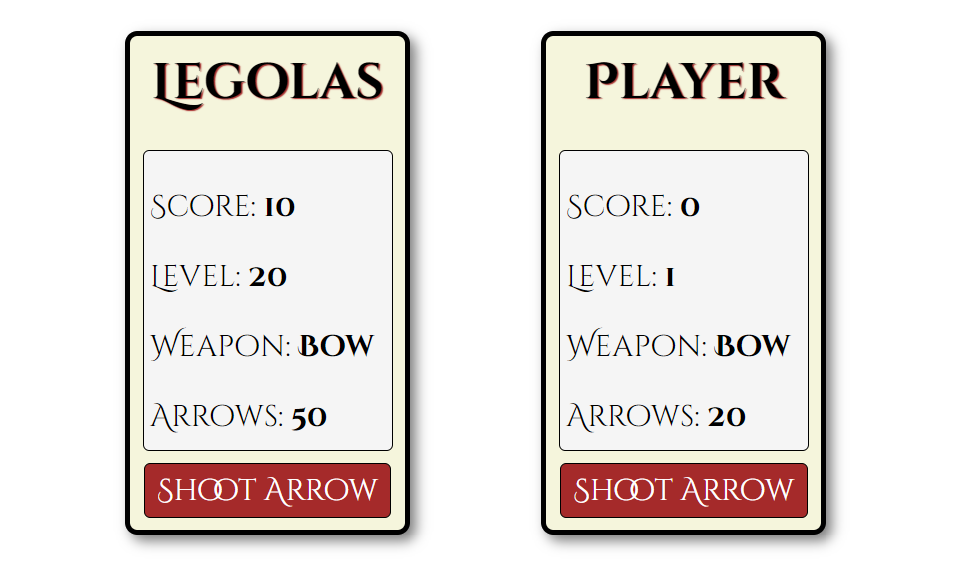 Legolas
Score: 10
Level: 20
Weapon: Bow
Arrows: 50
Shoot Arrow
Player
Score: 0
Level: 1
Weapon: Bow
Arrows: 20
Shoot Arrow